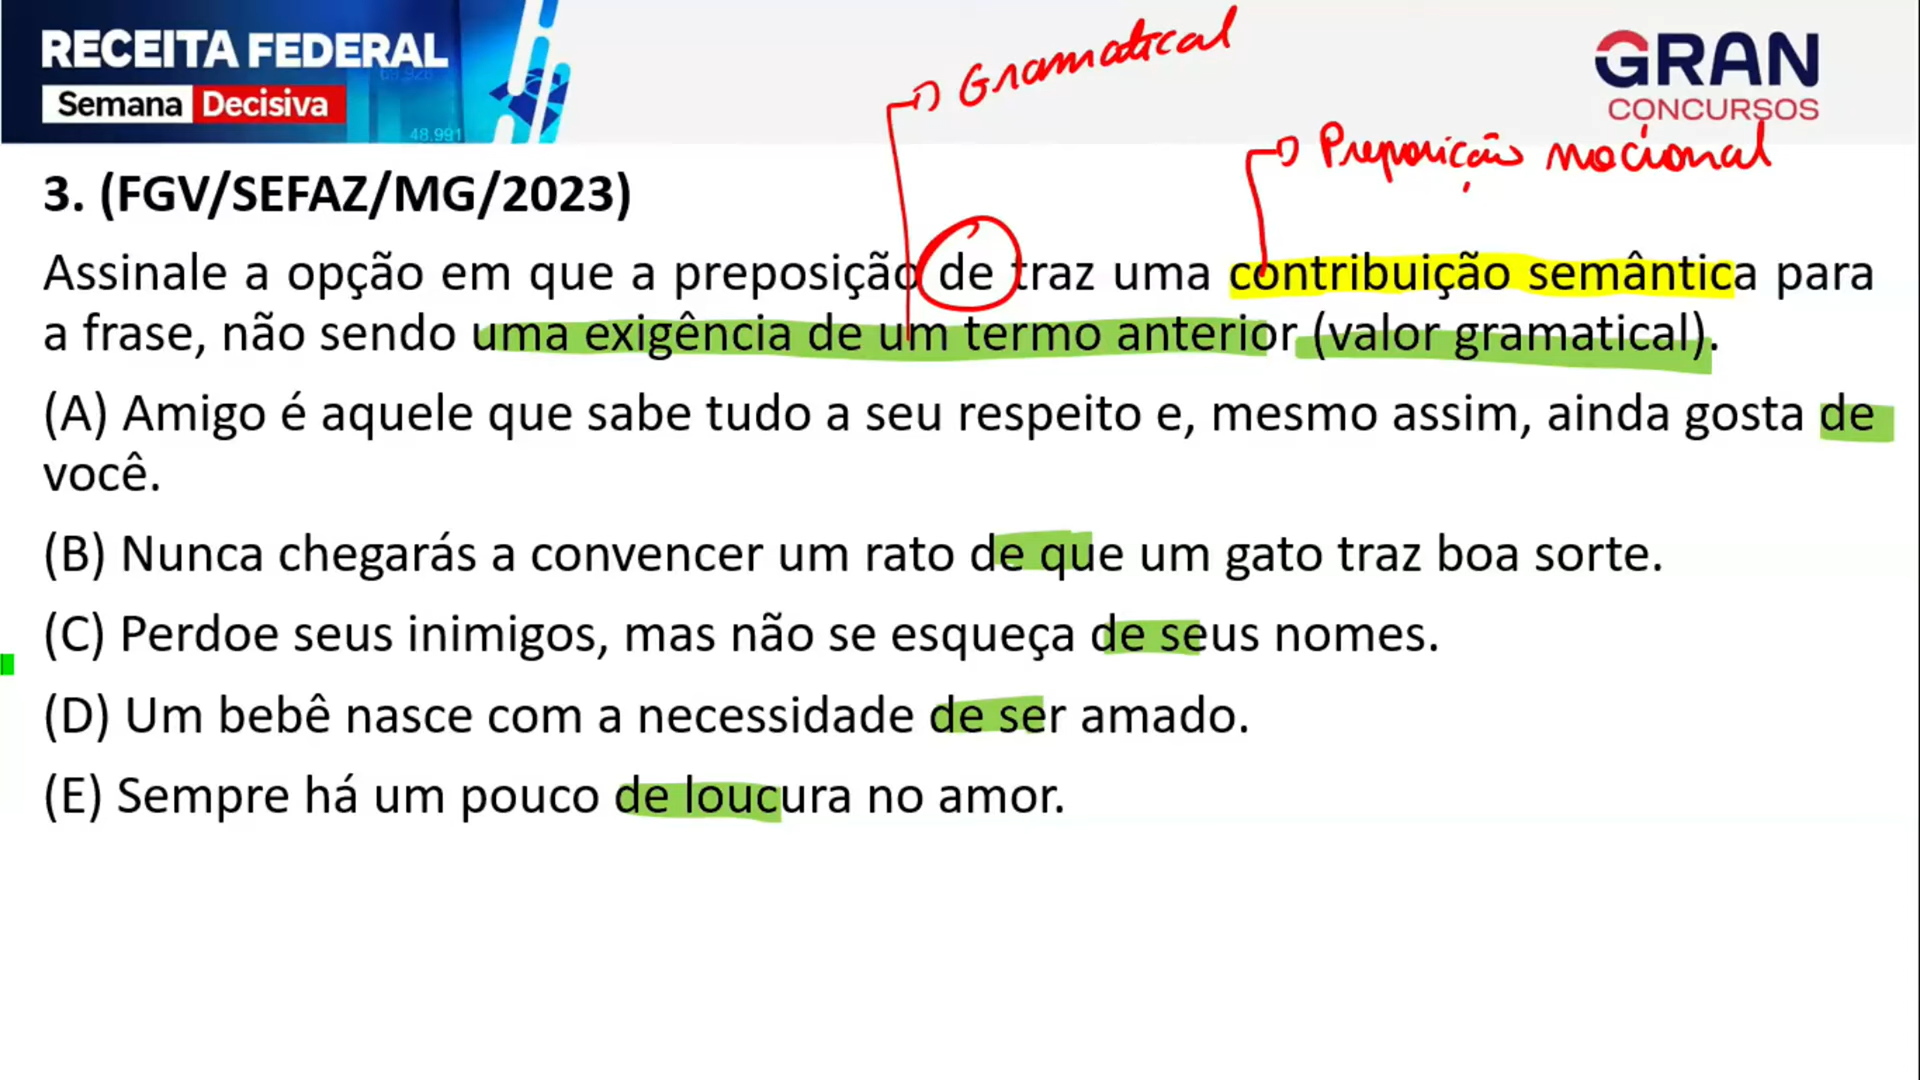 RECEITA FEDERAL
Semana Decisiva
48.991
Gramatical
GRAN
CONCURSOS
Preposição nocional
3. (FGV/SEFAZ/MG/2023)
Assinale a opção em que a preposição de traz uma contribuição semântica para
a frase, não sendo uma exigência de um termo anterior (valor gramatical).
(A) Amigo é aquele que sabe tudo a seu respeito e, mesmo assim, ainda gosta de
você.
(B) Nunca chegarás a convencer um rato de que um gato traz boa sorte.
(C) Perdoe seus inimigos, mas não se esqueça de seus nomes.
(D) Um bebê nasce com a necessidade de ser amado.
(E) Sempre há um pouco de loucura no amor.